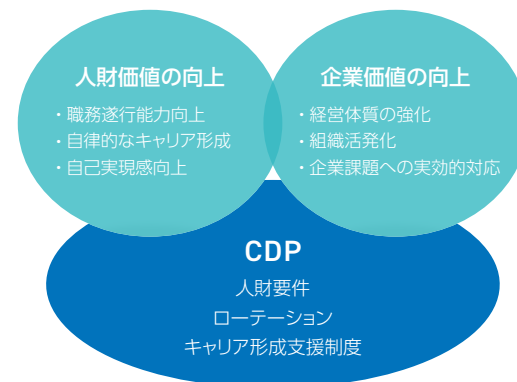 人財価値の向上
・職務遂行能力向上
・自律的なキャリア形成
・自己実現感向上
企業価値の向上
・経営体質の強化
・組織活発化
・企業課題への実効的対応
CDP
人財要件
ローテーション
キャリア形成支援制度